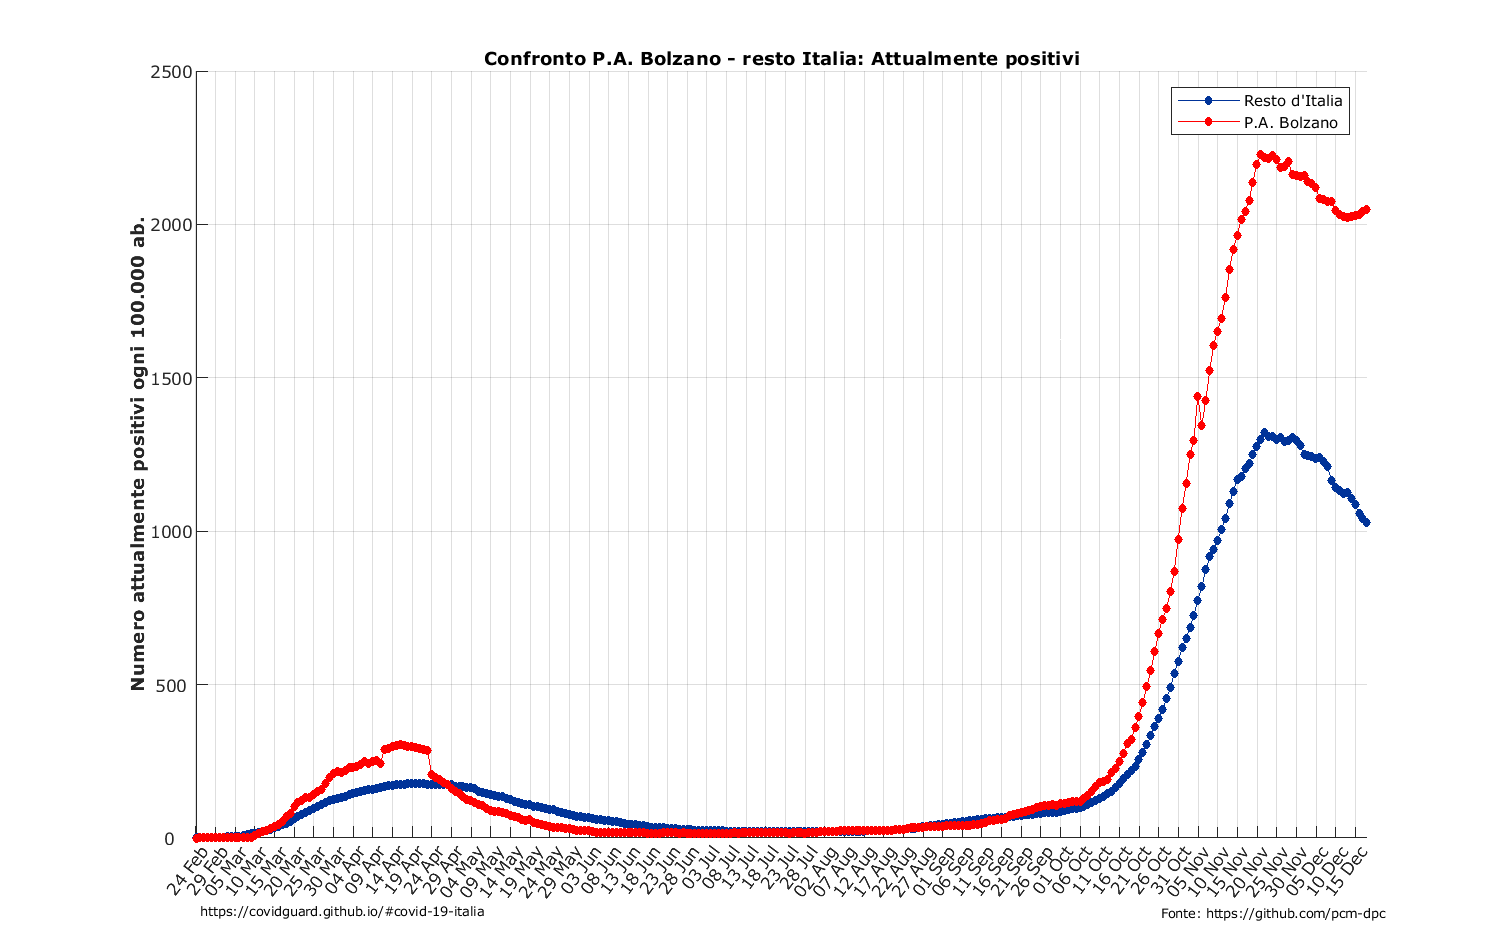 Confronto P.A. Bolzano - resto Italia: Attualmente positivi
Resto d'Italia
P.A. Bolzano
Numero attualmente positivi ogni 100.000 ab.
2500
2000
1500
1000
500
0
24 Feb
29 Feb
05 Mar
10 Mar
15 Mar
20 Mar
25 Mar
30 Mar
04 Apr
09 Apr
14 Apr
19 Apr
24 Apr
29 Apr
04 May
09 May
14 May
19 May
24 May
29 May
03 Jun
08 Jun
13 Jun
18 Jun
23 Jun
28 Jun
03 Jul
08 Jul
13 Jul
18 Jul
23 Jul
28 Jul
02 Aug
07 Aug
12 Aug
17 Aug
22 Aug
27 Aug
01 Sep
06 Sep
11 Sep
16 Sep
21 Sep
26 Sep
01 Oct
06 Oct
11 Oct
16 Oct
21 Oct
26 Oct
31 Oct
05 Nov
10 Nov
15 Nov
20 Nov
25 Nov
30 Nov
05 Dec
10 Dec
15 Dec
https://covidguard.github.io/#covid-19-italia
Fonte: https://github.com/pcm-dpc